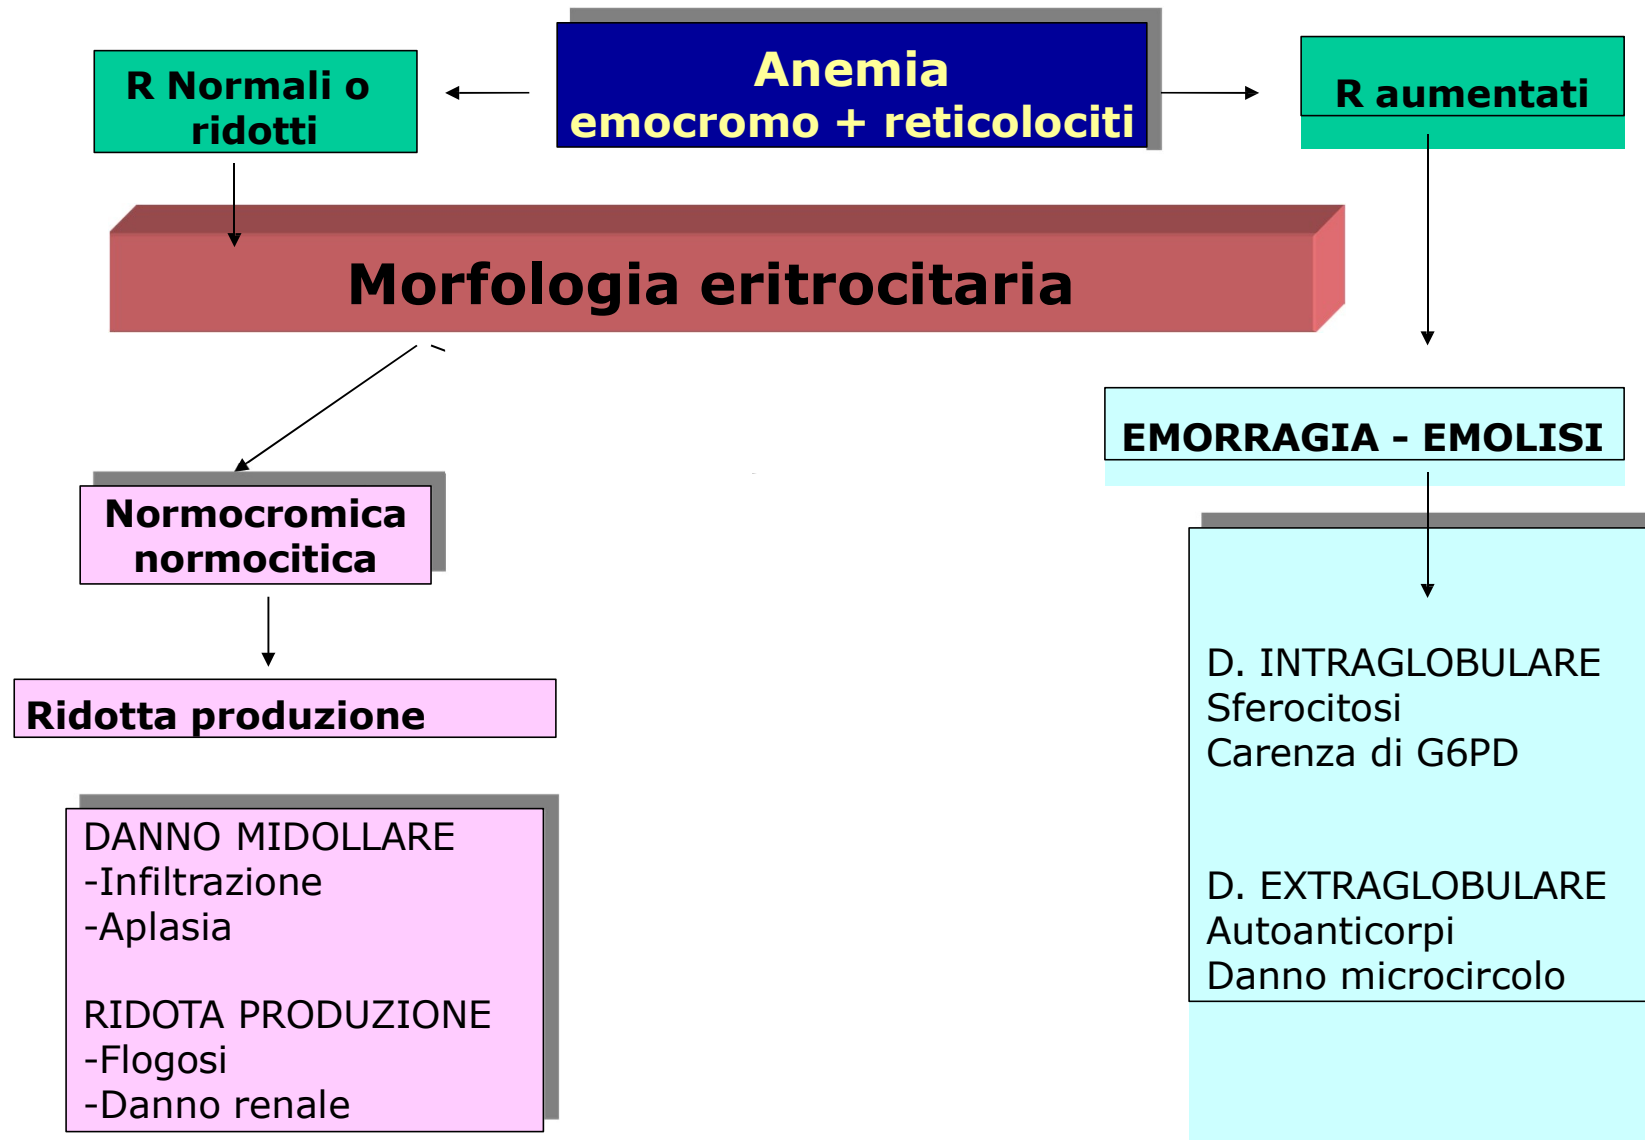 Anemia
emocromo + reticolociti
R Normali o
ridotti
R aumentati
Morfologia eritrocitaria
Normocromica
normocitica
Ridotta produzione
DANNO MIDOLLARE
-Infiltrazione
-Aplasia
RIDOTA PRODUZIONE
-Flogosi
-Danno renale
EMORRAGIA - EMOLISI
D. INTRAGLOBULARE
Sferocitosi
Carenza di G6PD
D. EXTRAGLOBULARE
Autoanticorpi
Danno microcircolo